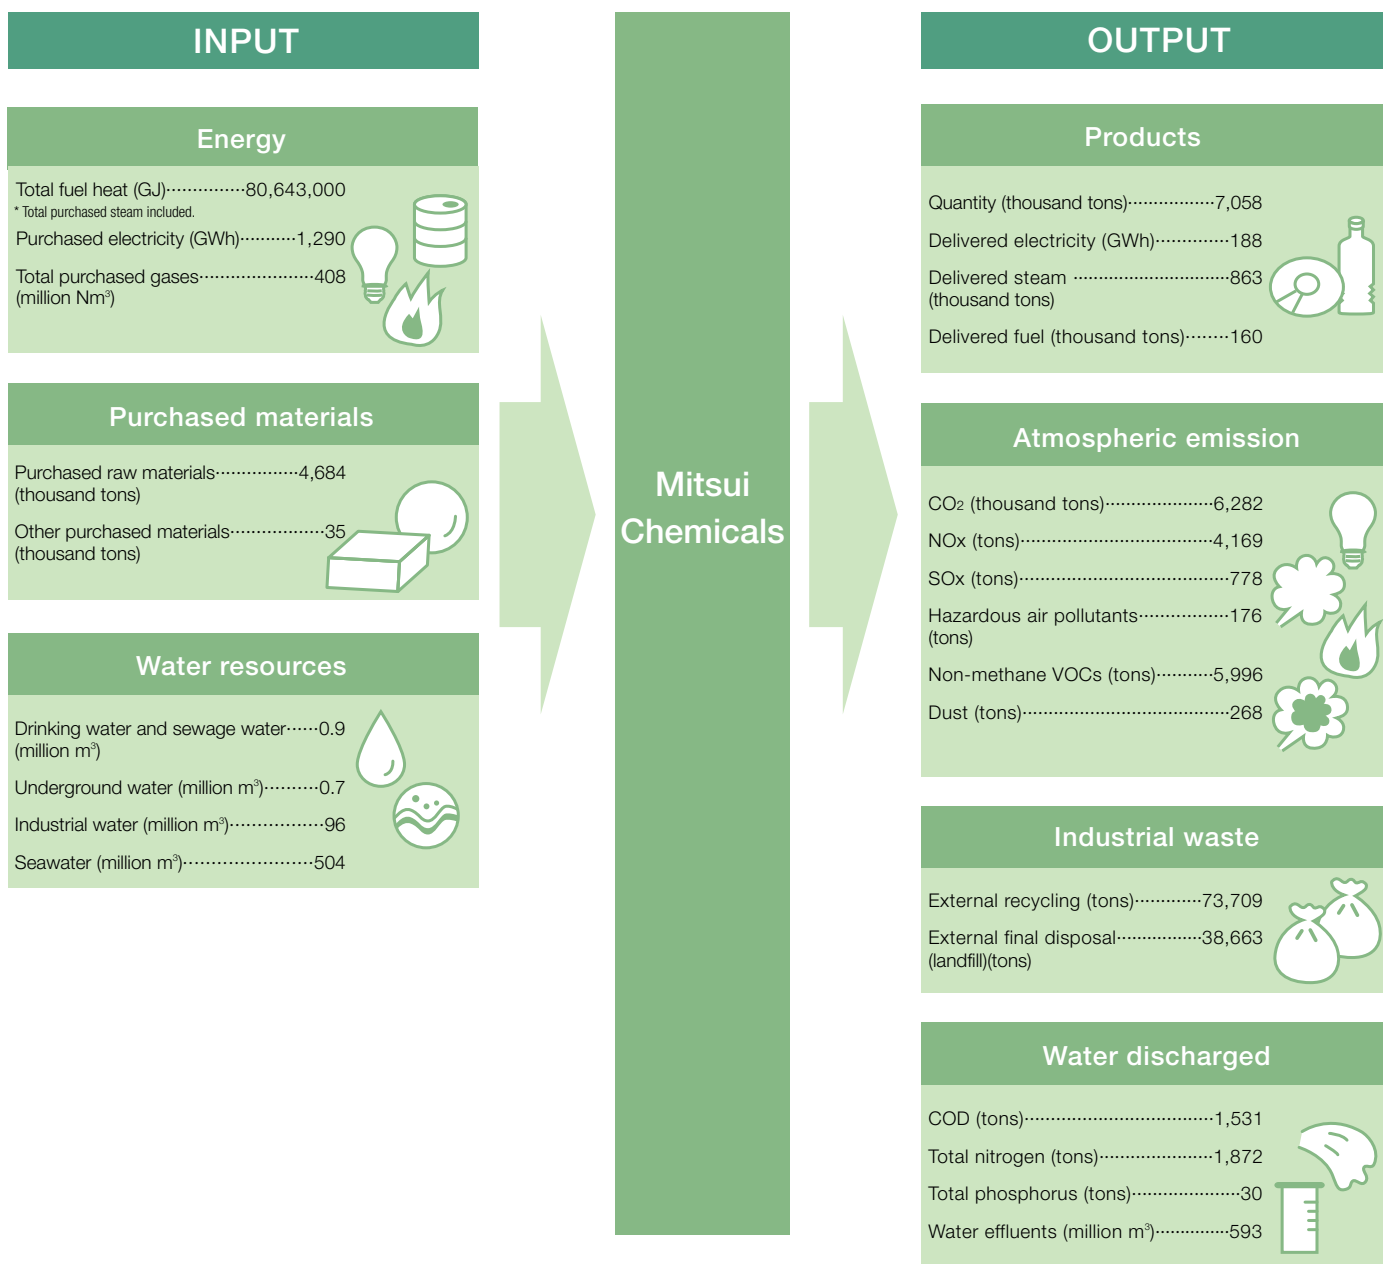 INPUT
Energy
Total fuel heat (GJ)···············80,643,000
* Total purchased steam included.
Purchased electricity (GWh)···········1,290
Total purchased gases······················408
(million Nm³)
Purchased materials
Purchased raw materials················4,684
(thousand tons)
Other purchased materials··················35
(thousand tons)
Water resources
Drinking water and sewage water······0.9
(million m³)
Underground water (million m³)··········0.7
Industrial water (million m³)··················96
Seawater (million m³)·······················504
Mitsui
Chemicals
OUTPUT
Products
Quantity (thousand tons)·················7,058
Delivered electricity (GWh)··············188
Delivered steam ······························863
(thousand tons)
Delivered fuel (thousand tons)········160
Atmospheric emission
CO₂ (thousand tons)·····················6,282
NOx (tons)·····································4,169
SOx (tons)········································778
Hazardous air pollutants·················176
(tons)
Non-methane VOCs (tons)···········5,996
Dust (tons)·······································268
Industrial waste
External recycling (tons)·············73,709
External final disposal················38,663
(landfill)(tons)
Water discharged
COD (tons)····································1,531
Total nitrogen (tons)······················1,872
Total phosphorus (tons)·····················30
Water effluents (million m³)··············593